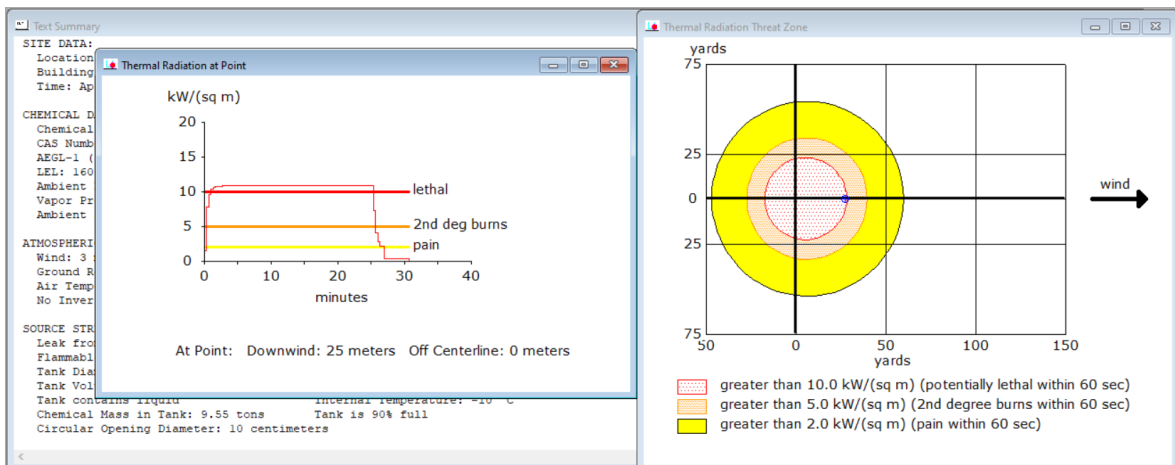 Text Summary
SITE DATA:
Location
Building
Time: Ap
CHEMICAL D
Chemical
CAS Numb
AEGL-1 (
LEL: 160
Ambient
Vapor Pr
Ambient
ATMOSPHERI
Wind: 3
Ground R
Air Temp
No Inver
SOURCE STR
Leak from
Flammabl
Tank Dia
Tank Vol
Tank contains liquid Internal Temperature: -10° C
Chemical Mass in Tank: 9.55 tons Tank is 90% full
Circular Opening Diameter: 10 centimeters
Thermal Radiation at Point
kW/(sq m)
20
15
10
5
0
lethal
2nd deg burns
pain
0 10 20 30 40
minutes
At Point: Downwind: 25 meters Off Centerline: 0 meters
Thermal Radiation Threat Zone
yards
75
25
0
25
75
wind
50 0 50 100 150
yards
greater than 10.0 kW/(sq m) (potentially lethal within 60 sec)
greater than 5.0 kW/(sq m) (2nd degree burns within 60 sec)
greater than 2.0 kW/(sq m) (pain within 60 sec)